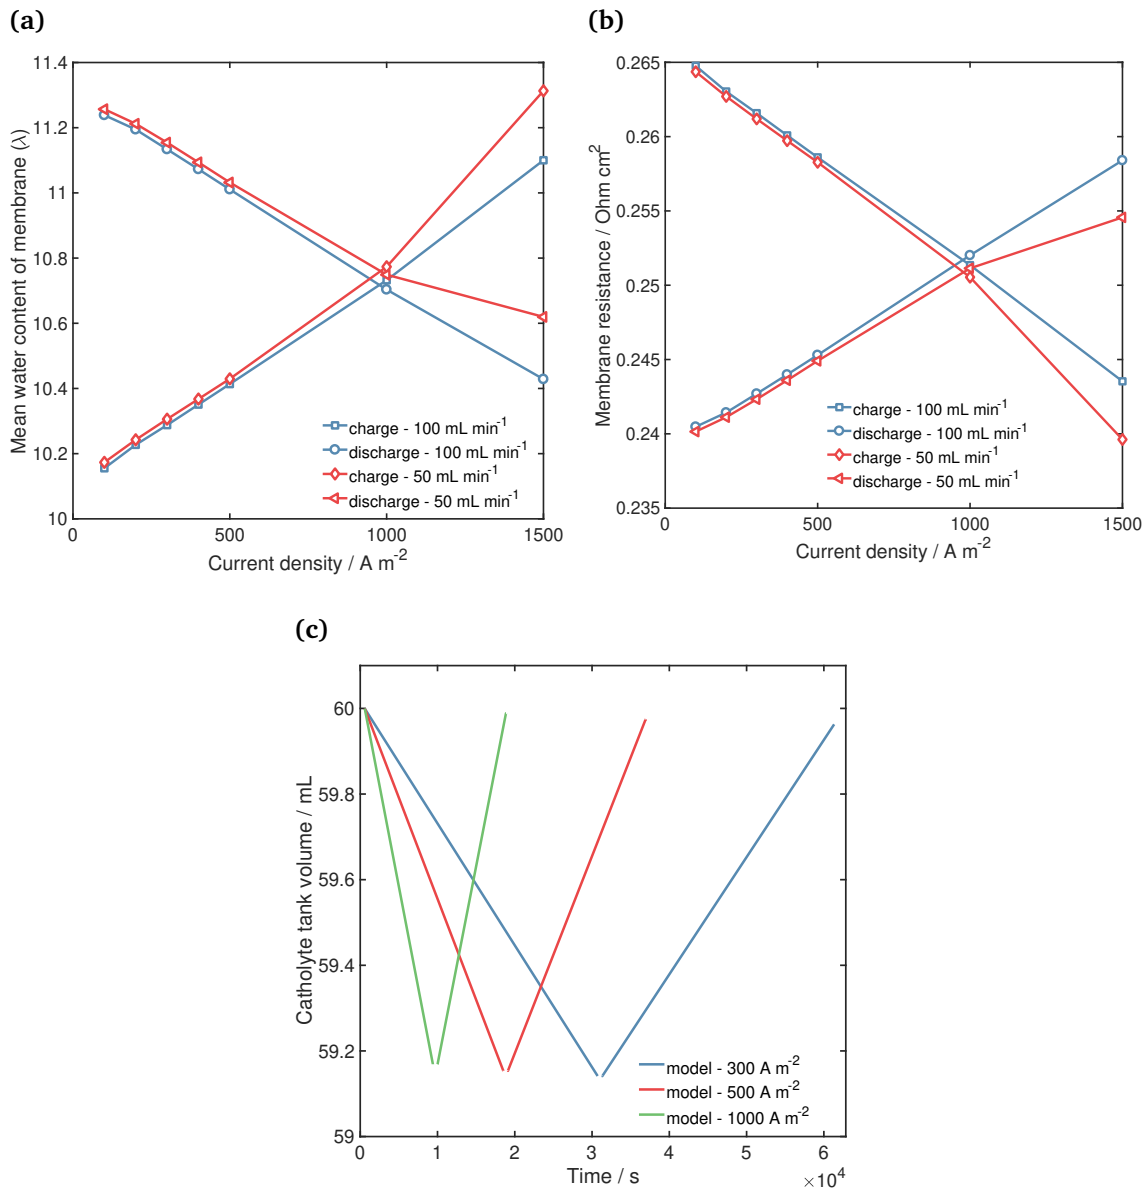 (a)
11.4
11.2
11
10.8
10.6
10.4
10.2
10
Mean water content of membrane (λ)
0
500
1000
1500
Current density / A m⁻²
charge - 100 mL min⁻¹
discharge - 100 mL min⁻¹
charge - 50 mL min⁻¹
discharge - 50 mL min⁻¹
(b)
0.265
0.26
0.255
0.25
0.245
0.24
0.235
Membrane resistance / Ohm cm²
0
500
1000
1500
Current density / A m⁻²
charge - 100 mL min⁻¹
discharge - 100 mL min⁻¹
charge - 50 mL min⁻¹
discharge - 50 mL min⁻¹
(c)
60
59.8
59.6
59.4
59.2
59
Catholyte tank volume / mL
0
1
2
3
4
5
6
×10⁴
Time / s
model - 300 A m⁻²
model - 500 A m⁻²
model - 1000 A m⁻²